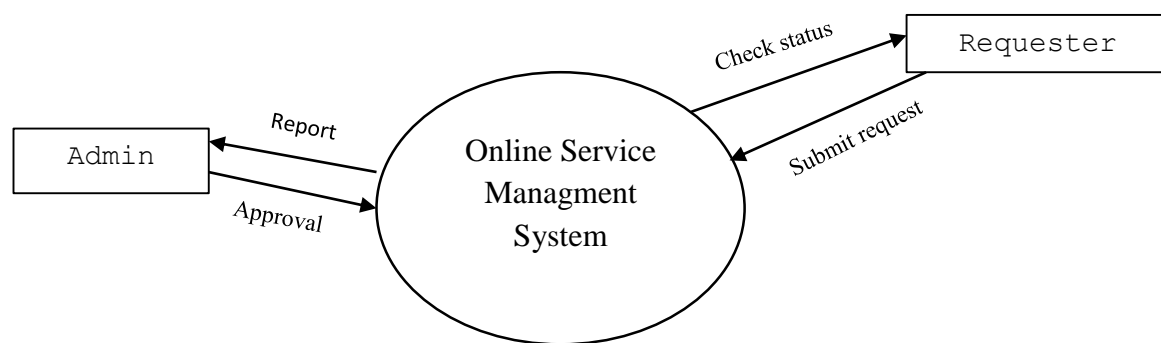 Check status
Requester
Submit request
Report
Admin
Approval
Online Service
Managment
System